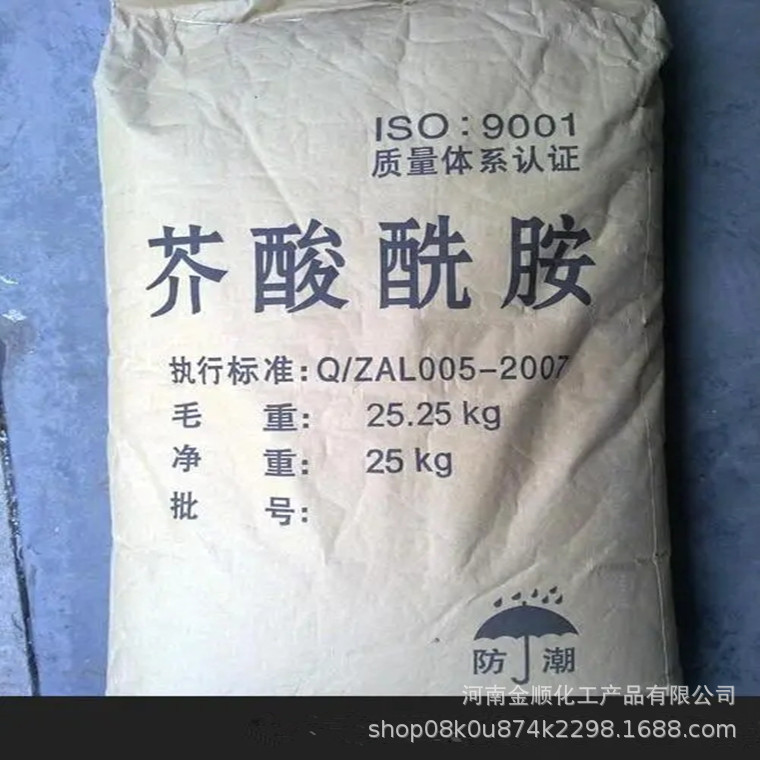 ISO：9001
质量体系认证
芥酸酰胺
执行标准：Q/ZAL005-2007
毛 重： 25.25 kg
净 重： 25 kg
批 号：
防潮
河南金顺化工产品有限公司
shop08k0u874k2298.1688.com